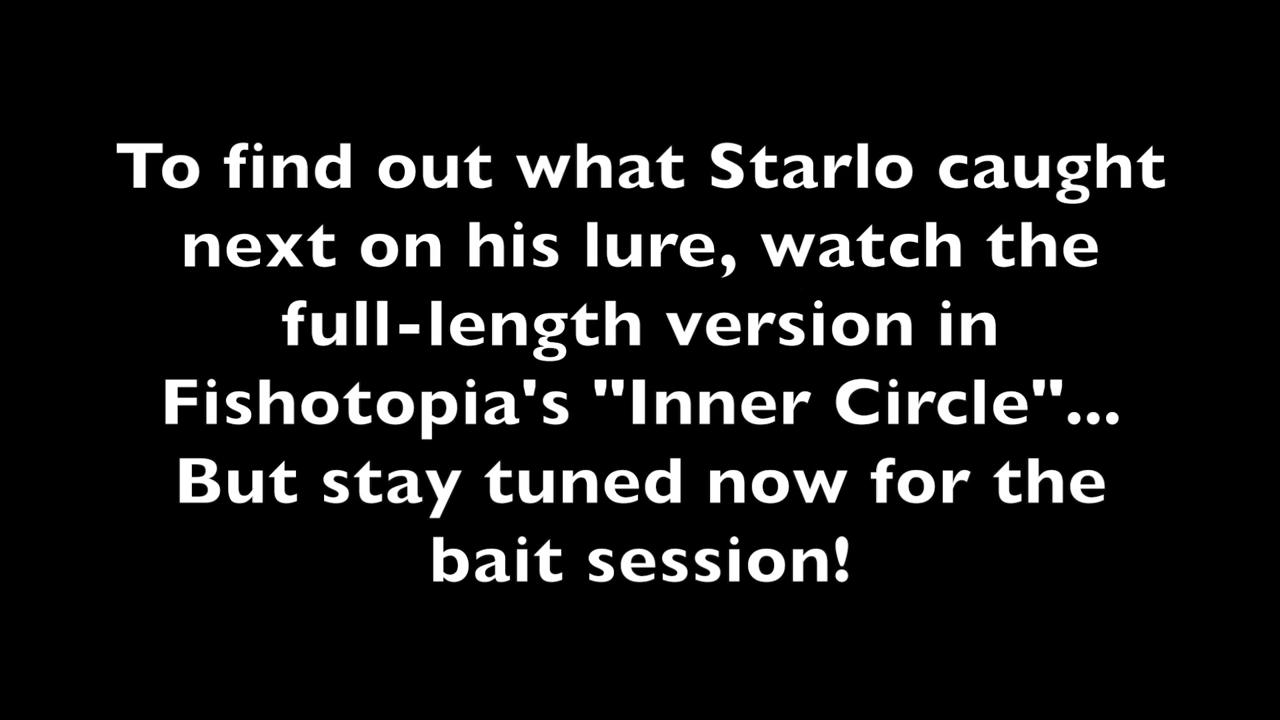 To find out what Starlo caught
next on his lure, watch the
full-length version in
Fishotopia's "Inner Circle"...
But stay tuned now for the
bait session!